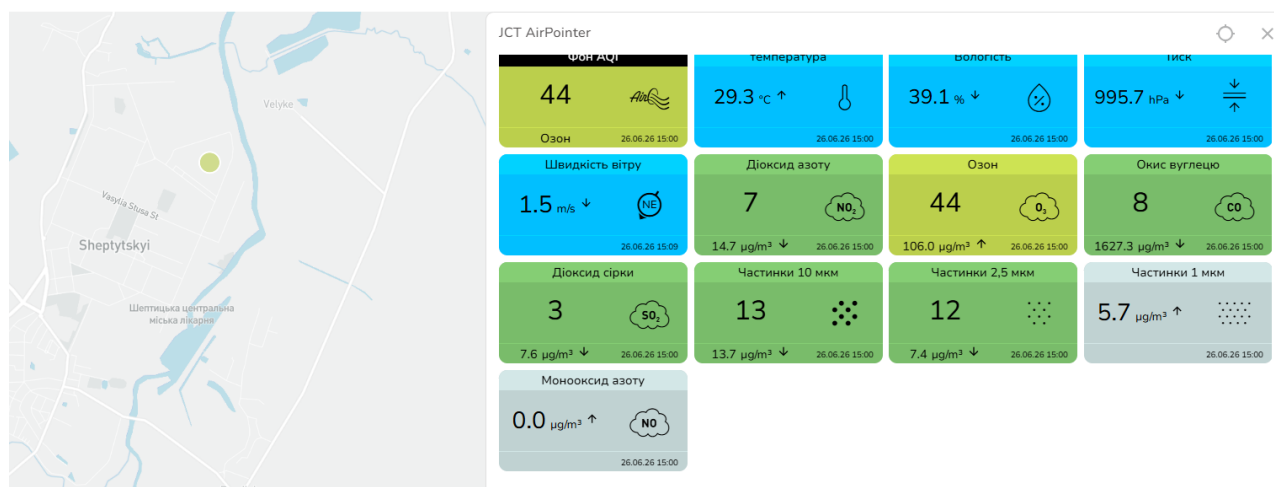 JCT AirPointer
Фон AQI
44
Air
Озон
26.06.26 15:00
температура
29.3 °C ↑
26.06.26 15:00
Вологість
39.1 % ↓
%
26.06.26 15:00
Тиск
995.7 hPa ↓
26.06.26 15:00
Швидкість вітру
1.5 m/s ↓
NE
26.06.26 15:09
Діоксид азоту
7
NO₂
14.7 µg/m³ ↓
26.06.26 15:00
Озон
44
O₃
106.0 µg/m³ ↑
26.06.26 15:00
Окис вуглецю
8
CO
1627.3 µg/m³ ↓
26.06.26 15:00
Діоксид сірки
3
SO₂
7.6 µg/m³ ↓
26.06.26 15:00
Частинки 10 мкм
13
13.7 µg/m³ ↓
26.06.26 15:00
Частинки 2,5 мкм
12
7.4 µg/m³ ↓
26.06.26 15:00
Частинки 1 мкм
5.7 µg/m³ ↑
26.06.26 15:00
Монооксид азоту
0.0 µg/m³ ↑
NO
26.06.26 15:00
Velyke
Vasylia Stusa St
Sheptytskyi
Шептицька центральна
міська лікарня